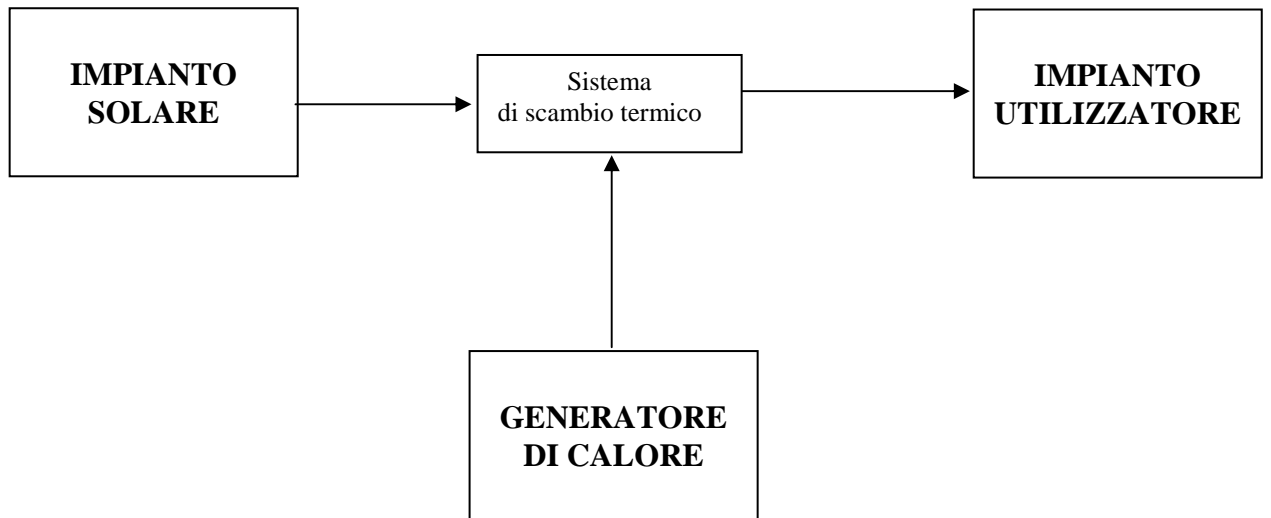 IMPIANTO
SOLARE
Sistema
di scambio termico
IMPIANTO
UTILIZZATORE
GENERATORE
DI CALORE